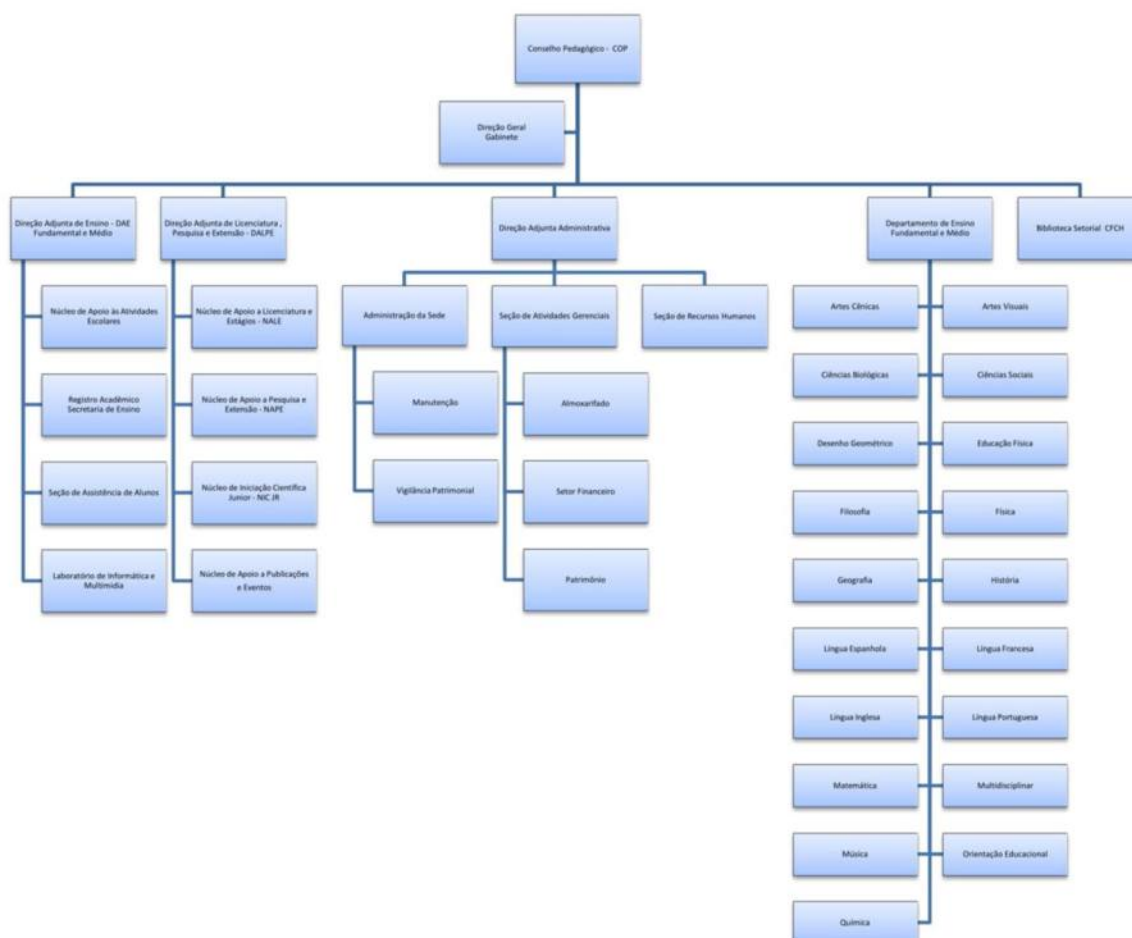 Conselho Pedagógico - COP
Direção Geral
Gabinete
Direção Adjunta de Ensino - DAE
Fundamental e Médio
Direção Adjunta de Licenciatura ,
Pesquisa e Extensão - DALPE
Direção Adjunta Administrativa
Departamento de Ensino
Fundamental e Médio
Biblioteca Setorial CFCH
Núcleo de Apoio às Atividades
Escolares
Registro Acadêmico
Secretaria de Ensino
Seção de Assistência de Alunos
Laboratório de Informática e
Multimídia
Núcleo de Apoio a Licenciatura e
Estágios - NALE
Núcleo de Apoio a Pesquisa e
Extensão - NAPE
Núcleo de Iniciação Científica
Junior - NIC JR
Núcleo de Apoio a Publicações
e Eventos
Administração da Sede
Manutenção
Vigilância Patrimonial
Seção de Atividades Gerenciais
Almoxarifado
Setor Financeiro
Patrimônio
Seção de Recursos Humanos
Artes Cênicas
Artes Visuais
Ciências Biológicas
Ciências Sociais
Desenho Geométrico
Educação Física
Filosofia
Física
Geografia
História
Língua Espanhola
Língua Francesa
Língua Inglesa
Língua Portuguesa
Matemática
Multidisciplinar
Música
Orientação Educacional
Química